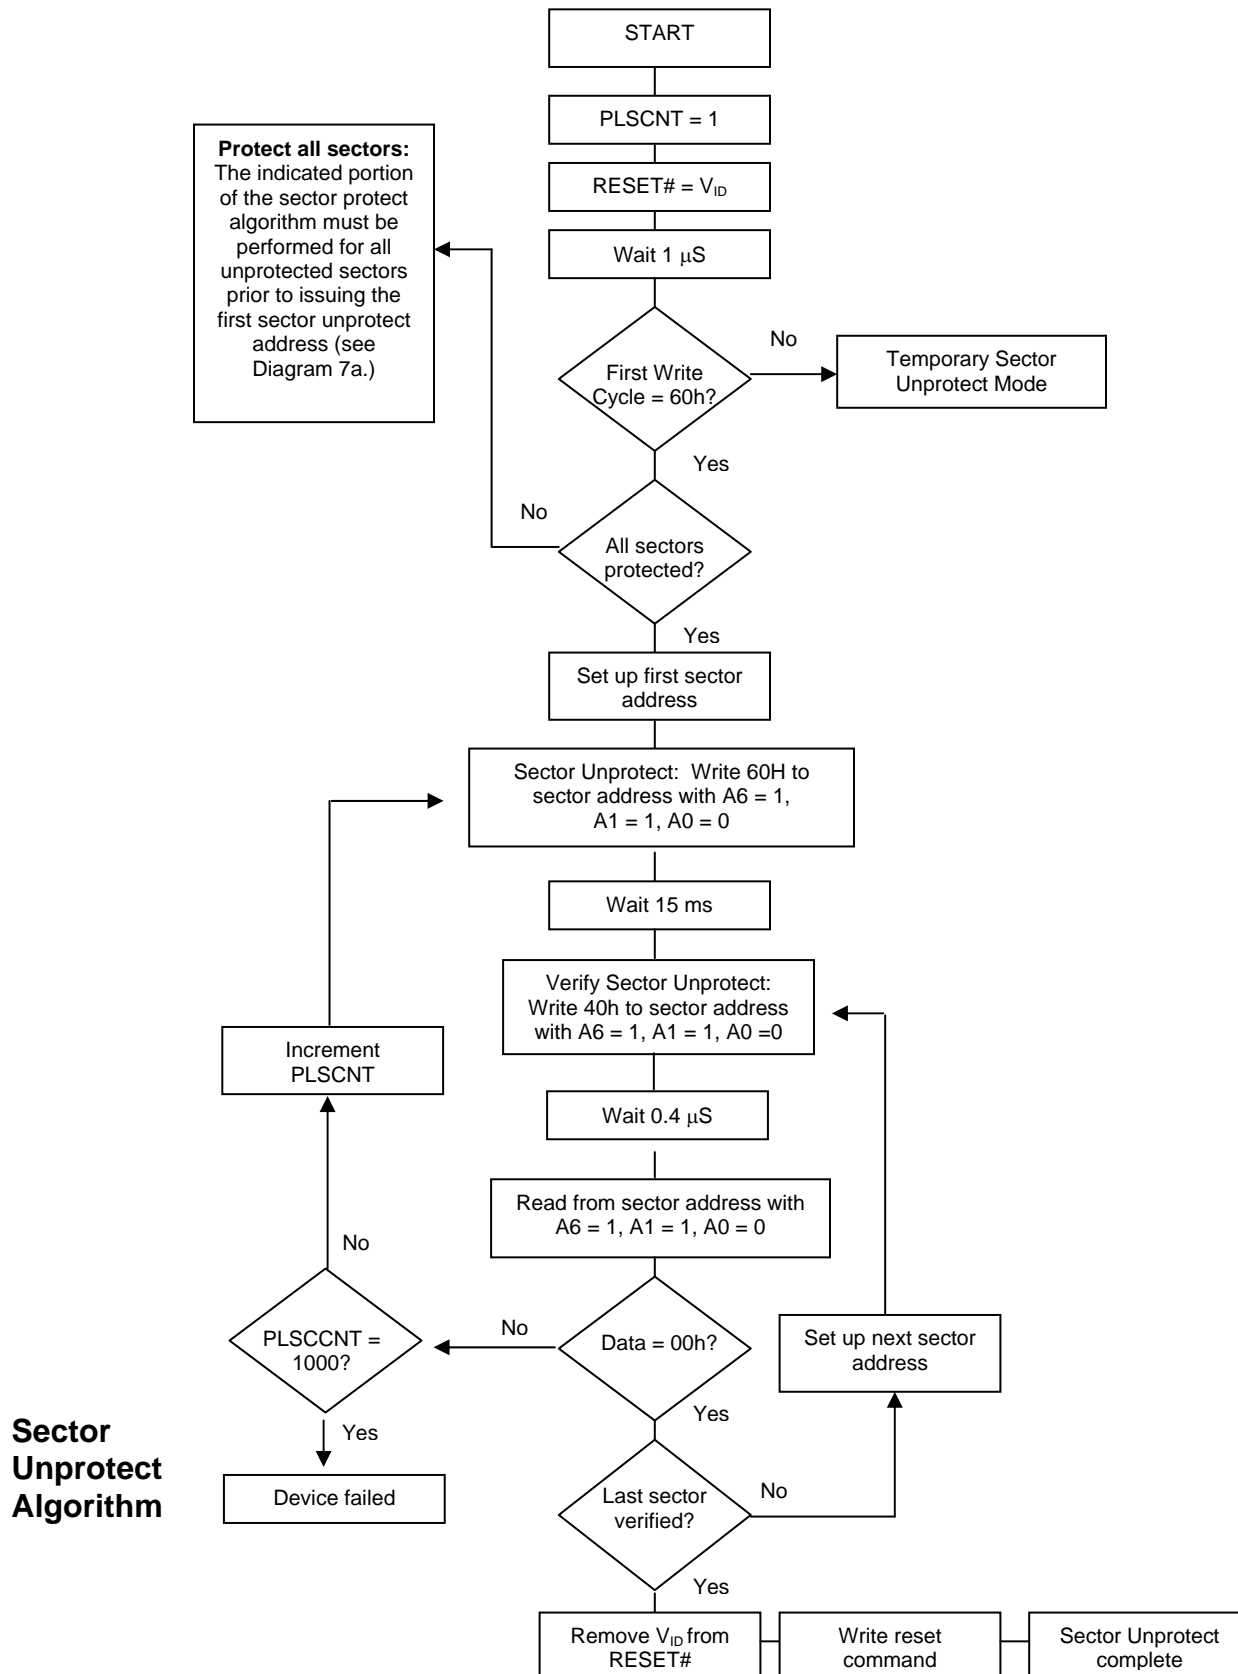 START
PLSCNT = 1
RESET# = VID
Wait 1 μS
Protect all sectors:
The indicated portion
of the sector protect
algorithm must be
performed for all
unprotected sectors
prior to issuing the
first sector unprotect
address (see
Diagram 7a.)
First Write
Cycle = 60h?
No
Temporary Sector
Unprotect Mode
Yes
No
All sectors
protected?
Yes
Set up first sector
address
Sector Unprotect: Write 60H to
sector address with A6 = 1,
A1 = 1, A0 = 0
Wait 15 ms
Verify Sector Unprotect:
Write 40h to sector address
with A6 = 1, A1 = 1, A0 =0
Increment
PLSCNT
Wait 0.4 μS
Read from sector address with
A6 = 1, A1 = 1, A0 = 0
No
PLSCCNT =
1000?
No
Data = 00h?
Set up next sector
address
Yes
Yes
Sector
Unprotect
Algorithm
Device failed
Last sector
verified?
No
Yes
Remove VID from
RESET#
Write reset
command
Sector Unprotect
complete